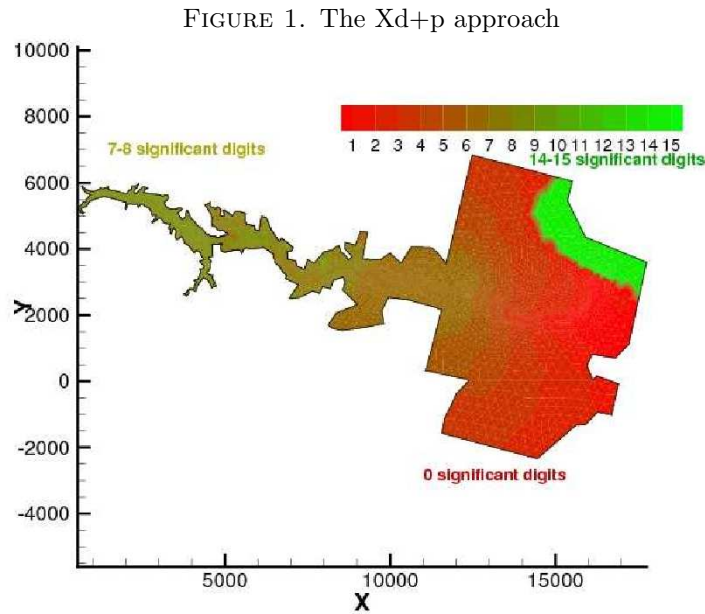 FIGURE 1. The Xd+p approach
10000
8000
6000
4000
2000
0
-2000
-4000
Y
7-8 significant digits
1 2 3 4 5 6 7 8 9 10 11 12 13 14 15
14-15 significant digits
0 significant digits
5000 10000 15000
X